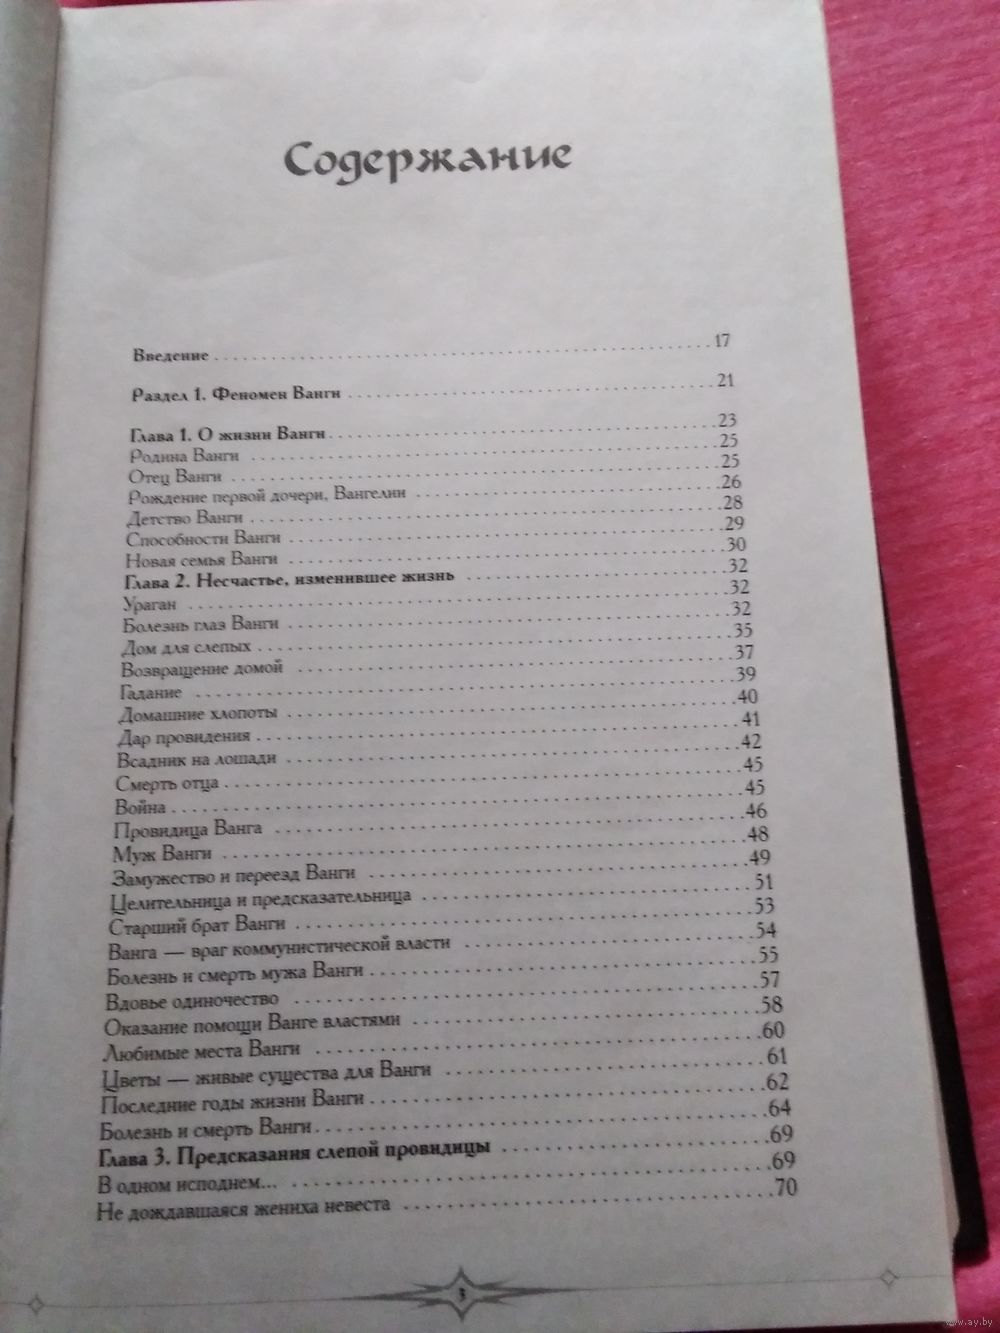 Содержание
Введение 17
Раздел 1. Феномен Ванги 21
Глава 1. О жизни Ванги 23
Родина Ванги 25
Отец Ванги 25
Рождение первой дочери, Вангелии 26
Детство Ванги 28
Способности Ванги 29
Новая семья Ванги 30
Глава 2. Несчастье, изменившее жизнь 32
Ураган 32
Болезнь глаз Ванги 32
Дом для слепых 35
Возвращение домой 37
Гадание 39
Домашние хлопоты 40
Дар провидения 41
Всадник на лошади 42
Смерть отца 45
Война 45
Провидица Ванга 46
Муж Ванги 48
Замужество и переезд Ванги 49
Целительница и предсказательница 51
Старший брат Ванги 53
Ванга — враг коммунистической власти 54
Болезнь и смерть мужа Ванги 55
Вдовье одиночество 57
Оказание помощи Ванге властями 58
Любимые места Ванги 60
Цветы — живые существа для Ванги 61
Последние годы жизни Ванги 62
Болезнь и смерть Ванги 64
Глава 3. Предсказания слепой провидицы 69
В одном исподнем... 69
Не дождавшаяся жениха невеста 70
3
www.ay.by